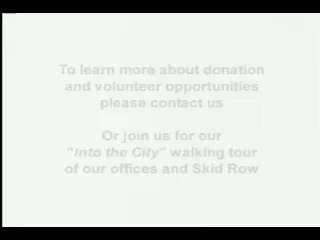 To learn more about donation
and volunteer opportunities
please contact us
Or join us for our
"Into the City" walking tour
of our offices and Skid Row